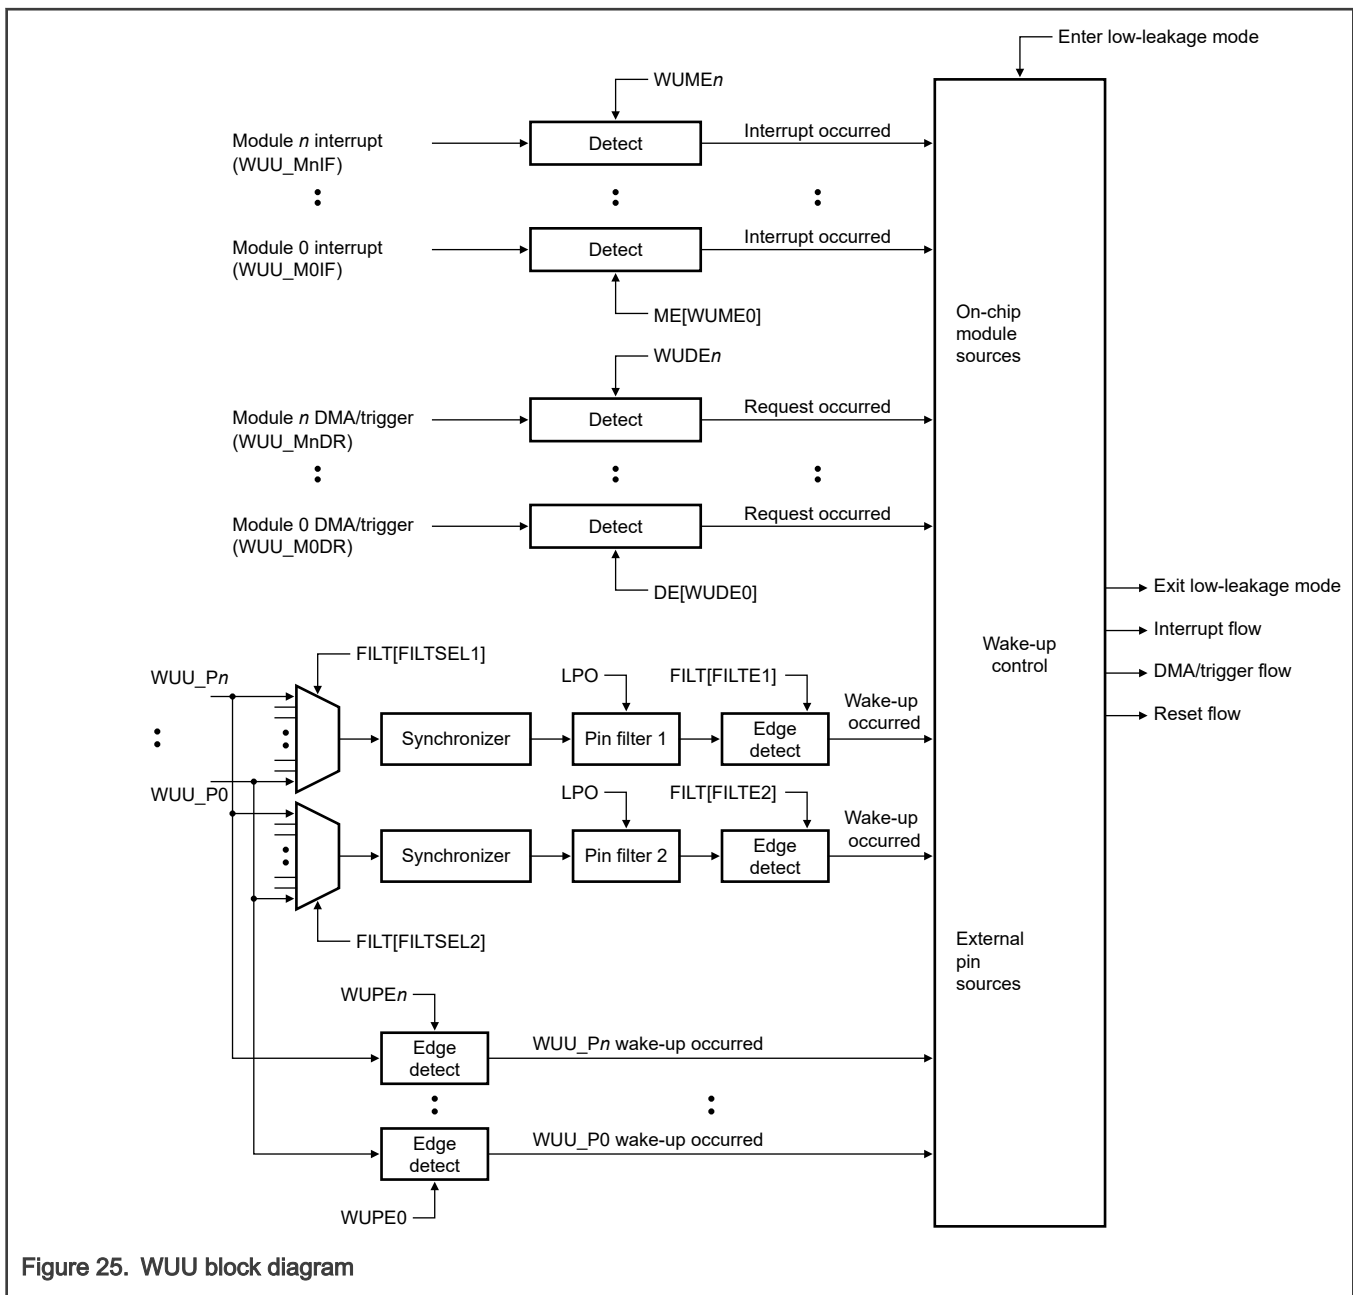 Enter low-leakage mode
WUMEn
Module n interrupt
(WUU_MnIF)
Detect
Interrupt occurred
Module 0 interrupt
(WUU_M0IF)
Detect
Interrupt occurred
ME[WUME0]
On-chip
module
sources
WUDEn
Module n DMA/trigger
(WUU_MnDR)
Detect
Request occurred
Module 0 DMA/trigger
(WUU_M0DR)
Detect
Request occurred
DE[WUDE0]
Exit low-leakage mode
Interrupt flow
DMA/trigger flow
Reset flow
Wake-up
control
FILT[FILTSEL1]
WUU_Pn
LPO
FILT[FILTE1]
Synchronizer
Pin filter 1
Edge
detect
Wake-up
occurred
WUU_P0
LPO
FILT[FILTE2]
Synchronizer
Pin filter 2
Edge
detect
Wake-up
occurred
FILT[FILTSEL2]
External
pin
sources
WUPEn
Edge
detect
WUU_Pn wake-up occurred
Edge
detect
WUU_P0 wake-up occurred
WUPE0
Figure 25. WUU block diagram